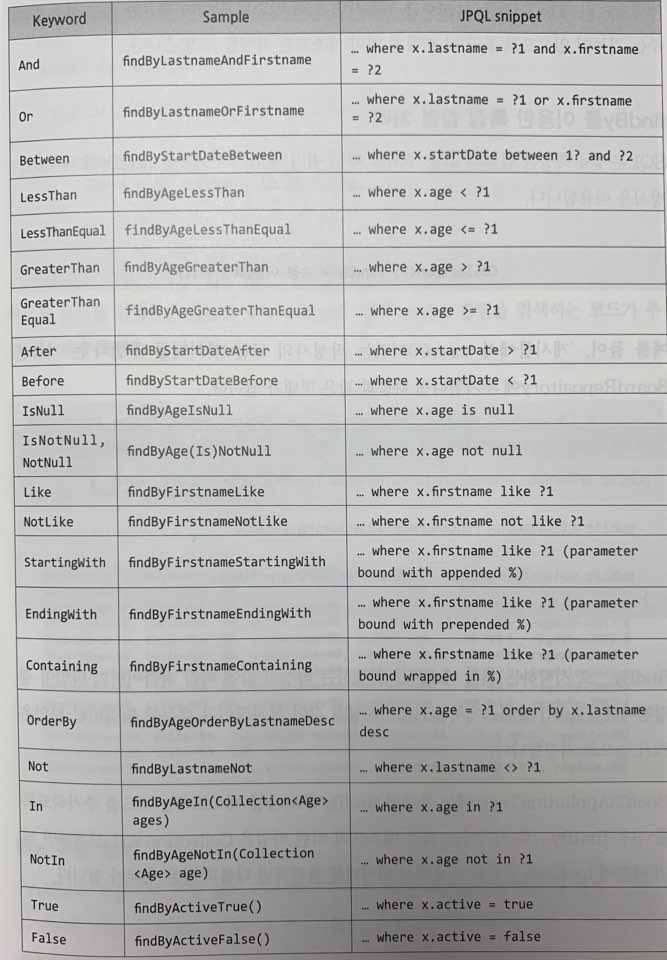 Keyword Sample JPQL snippet
And findByLastnameAndFirstname … where x.lastname = ?1 and x.firstname
= ?2
Or findByLastnameOrFirstname … where x.lastname = ?1 or x.firstname
= ?2
Between findByStartDateBetween … where x.startDate between 1? and ?2
LessThan findByAgeLessThan … where x.age < ?1
LessThanEqual findByAgeLessThanEqual … where x.age <= ?1
GreaterThan findByAgeGreaterThan … where x.age > ?1
GreaterThan
Equal findByAgeGreaterThanEqual … where x.age >= ?1
After findByStartDateAfter … where x.startDate > ?1
Before findByStartDateBefore … where x.startDate < ?1
IsNull findByAgeIsNull … where x.age is null
IsNotNull,
NotNull findByAge(Is)NotNull … where x.age not null
Like findByFirstnameLike … where x.firstname like ?1
NotLike findByFirstnameNotLike … where x.firstname not like ?1
StartingWith findByFirstnameStartingWith … where x.firstname like ?1 (parameter
bound with appended %)
EndingWith findByFirstnameEndingWith … where x.firstname like ?1 (parameter
bound with prepended %)
Containing findByFirstnameContaining … where x.firstname like ?1 (parameter
bound wrapped in %)
OrderBy findByAgeOrderByLastnameDesc … where x.age = ?1 order by x.lastname
desc
Not findByLastnameNot … where x.lastname <> ?1
In findByAgeIn(Collection<Age>
ages) … where x.age in ?1
NotIn findByAgeNotIn(Collection
<Age> age) … where x.age not in ?1
True findByActiveTrue() … where x.active = true
False findByActiveFalse() … where x.active = false